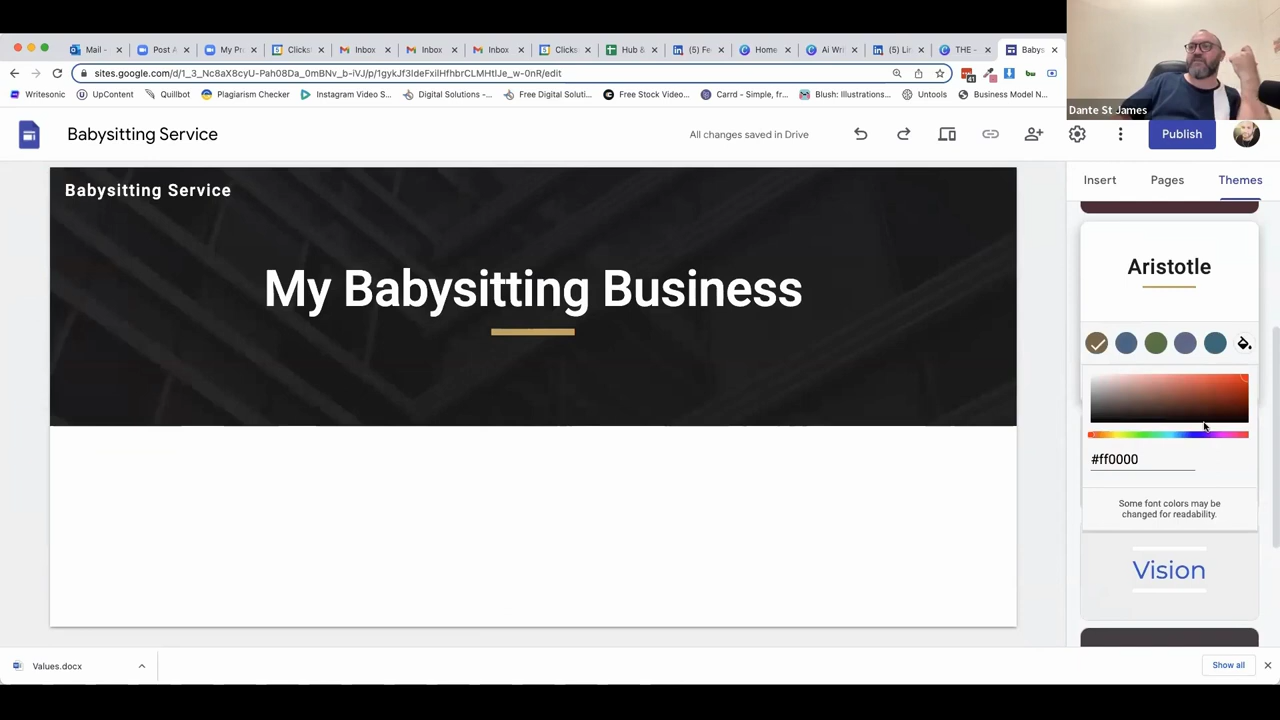 Mail -
Post A
My Pr
Clicks
Inbox
Inbox
Inbox
Clicks
Hub &
(5) Fe
Home
Ai Wri
(5) Lir
THE -
Babys
sites.google.com/d/1_3_Nc8aX8cyU-Pah08Da_0mBNv_b-iVJ/p/1gykJf3IdeFxilHfhbrCLMHtlJe_w-0nR/edit
41
Writesonic
UpContent
Quillbot
Plagiarism Checker
Instagram Video S...
Digital Solutions –...
Free Digital Soluti...
Free Stock Video...
Carrd - Simple, fr...
Blush: Illustrations...
Untools
Business Model N...
Dante St James
Babysitting Service
All changes saved in Drive
Publish
Insert
Pages
Themes
Babysitting Service
My Babysitting Business
Aristotle
#ff0000
Some font colors may be
changed for readability.
Vision
Values.docx
Show all